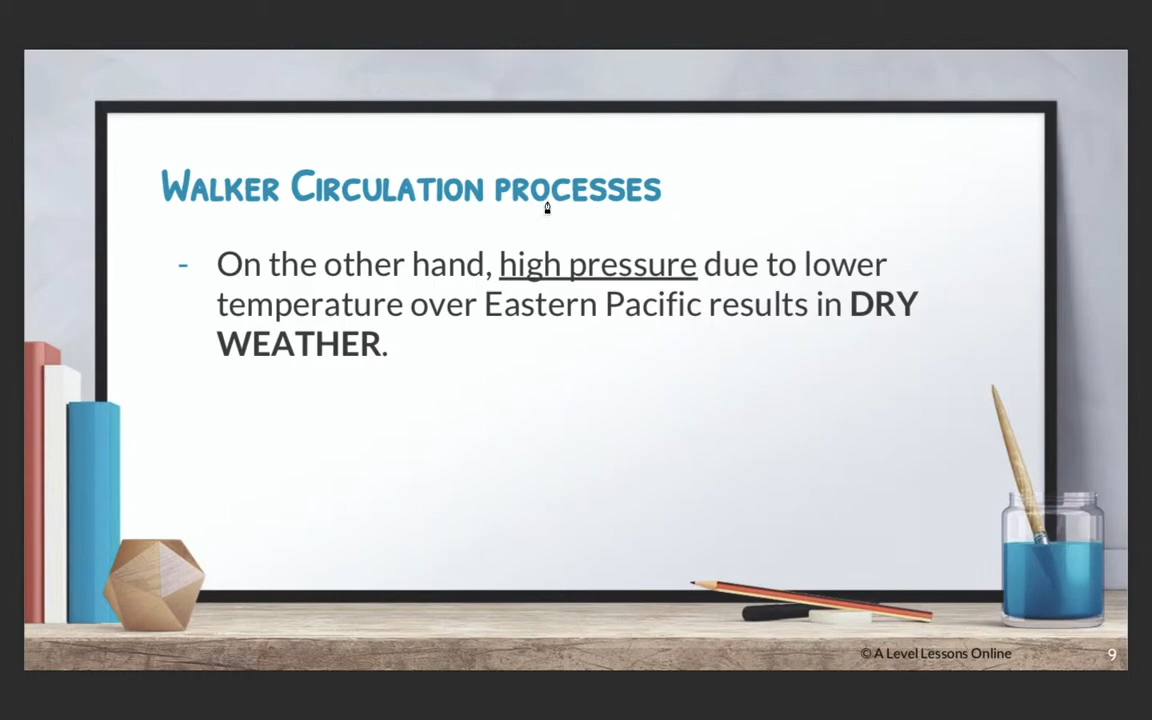 Walker Circulation processes
- On the other hand, high pressure due to lower
temperature over Eastern Pacific results in DRY
WEATHER.
© A Level Lessons Online
9